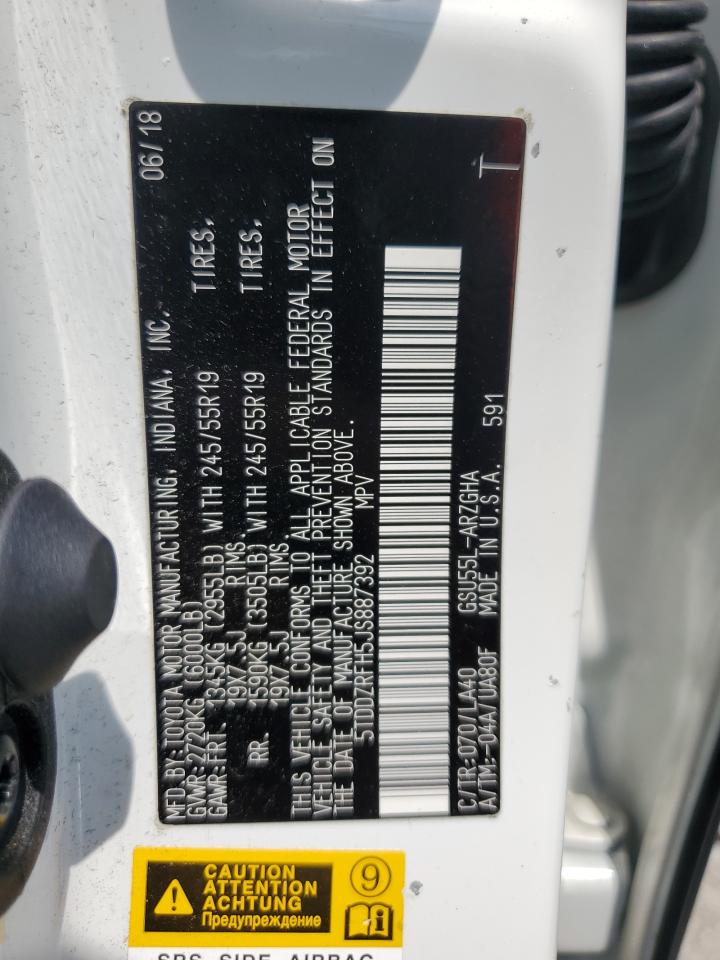 MFD. BY: TOYOTA MOTOR MANUFACTURING, INDIANA, INC. 06/18
GVWR: 2720KG (6000LB)
GAWR: FRT. 1345KG (2955LB) WITH 245/55R19 TIRES,
19X7.5J RIMS.
RR. 1590KG (3505LB) WITH 245/55R19 TIRES,
19X7.5J RIMS.
THIS VEHICLE CONFORMS TO ALL APPLICABLE FEDERAL MOTOR
VEHICLE SAFETY AND THEFT PREVENTION STANDARDS IN EFFECT ON
THE DATE OF MANUFACTURE SHOWN ABOVE.
5TDDZRFH5JS887392 MPV
C/TR: 070/LA40 GSU55L-ARZGHA
A/TM: -04A/UA80F MADE IN U.S.A. 591 T
CAUTION
ATTENTION
ACHTUNG
Предупреждение
9
SRS SIDE AIRBAG